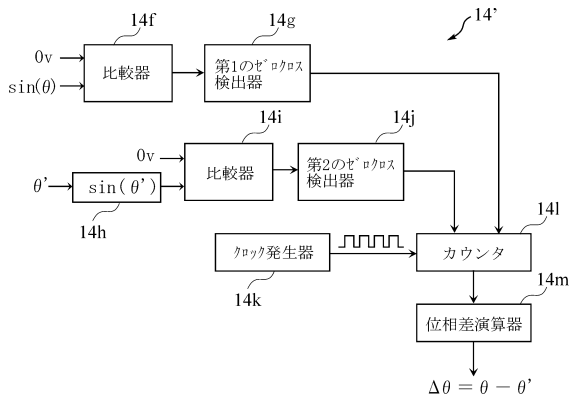 14f
14g
14'
0v
sin(θ)
比較器
第1のｾﾞﾛｸﾛｽ
検出器
14i
14j
0v
θ'
sin(θ')
比較器
第2のｾﾞﾛｸﾛｽ
検出器
14h
ｸﾛｯｸ発生器
カウンタ
14l
14k
14m
位相差演算器
Δθ = θ − θ'